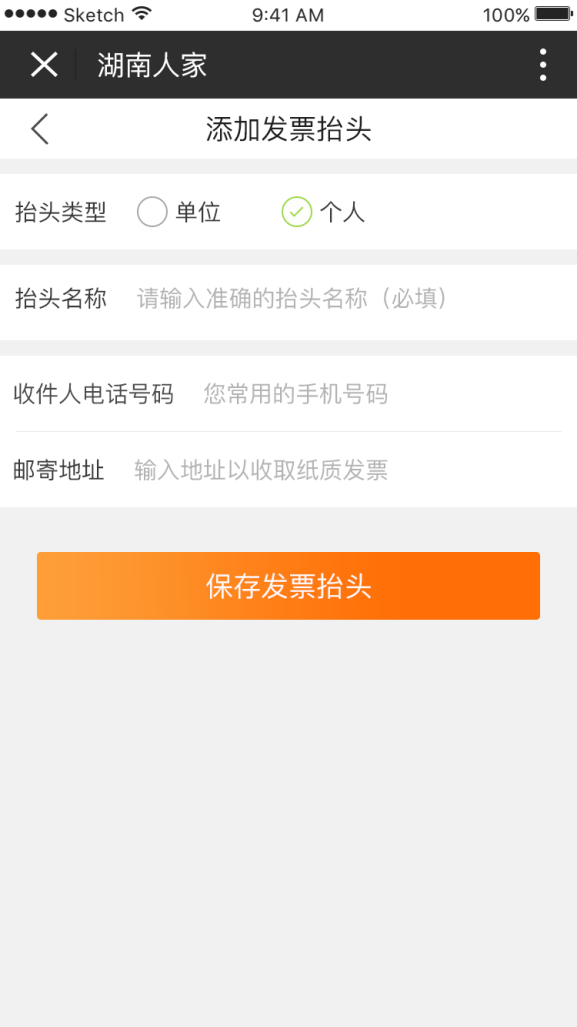 Sketch 9:41 AM 100%
湖南人家
添加发票抬头
抬头类型 单位 个人
抬头名称 请输入准确的抬头名称（必填）
收件人电话号码 您常用的手机号码
邮寄地址 输入地址以收取纸质发票
保存发票抬头